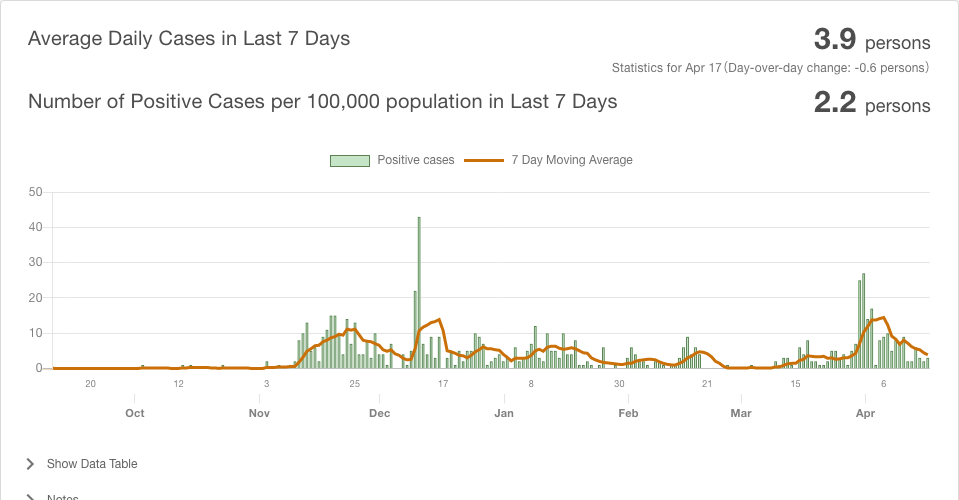 Average Daily Cases in Last 7 Days
3.9 persons
Statistics for Apr 17 (Day-over-day change: -0.6 persons)
Number of Positive Cases per 100,000 population in Last 7 Days
2.2 persons
Positive cases 7 Day Moving Average
50
40
30
20
10
0
20 12 3 25 17 8 30 21 15 6
Oct Nov Dec Jan Feb Mar Apr
Show Data Table
Notes